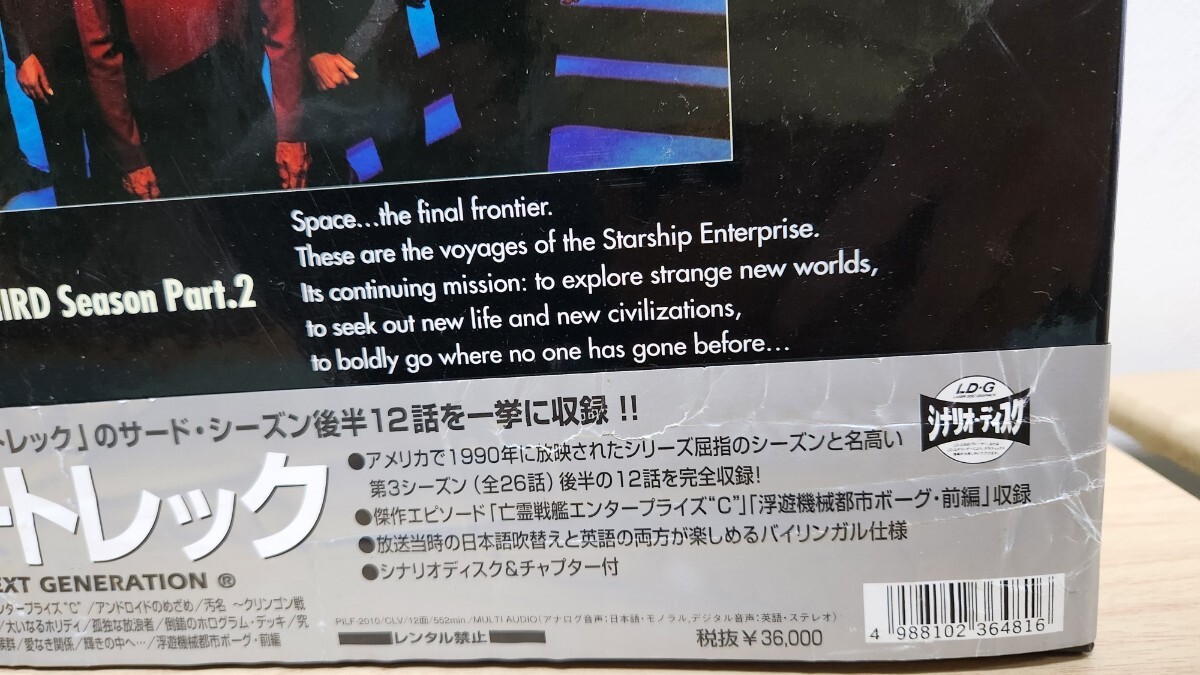 Space...the final frontier.
These are the voyages of the Starship Enterprise.
Its continuing mission: to explore strange new worlds,
to seek out new life and new civilizations,
to boldly go where no one has gone before...
HIRD Season Part.2
トレック」のサード・シーズン後半12話を一挙に収録 !!
ートレック
EXT GENERATION ®
ンタープライズ"C" /アンドロイドのめざめ/汚名 〜クリンゴン戦
/大いなるホリディ/孤独な放浪者/倒錯のホログラム・デッキ/究
候群/愛なき関係/輝きの中へ…/浮遊機械都市ボーグ・前編
●アメリカで1990年に放映されたシリーズ屈指のシーズンと名高い
第3シーズン（全26話）後半の12話を完全収録!
●傑作エピソード「亡霊戦艦エンタープライズ"C"」「浮遊機械都市ボーグ・前編」収録
●放送当時の日本語吹替えと英語の両方が楽しめるバイリンガル仕様
●シナリオディスク&チャプター付
PILF-2010/CLV/12面/552min/MULTI AUDIO(アナログ音声:日本語・モノラル,デジタル音声:英語・ステレオ)
レンタル禁止
税抜￥36,000
LD・G
シナリオ・ディスク
4 988102 364816